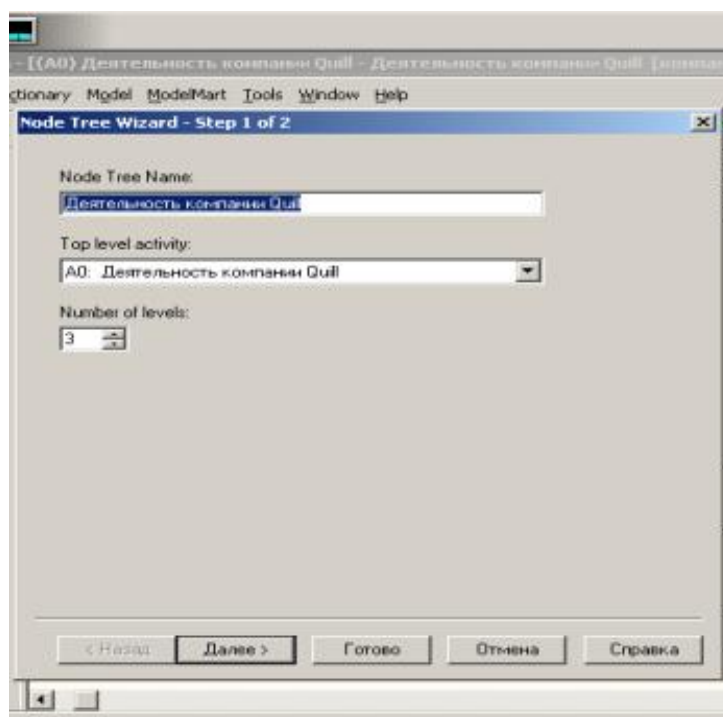 - [(A0) Деятельность компании Quill - Деятельность компании Quill
ctionary Model ModelMart Tools Window Help
Node Tree Wizard - Step 1 of 2
Node Tree Name:
Деятельность компании Quill
Top level activity:
A0: Деятельность компании Quill
Number of levels:
3
< Назад Далее > Готово Отмена Справка